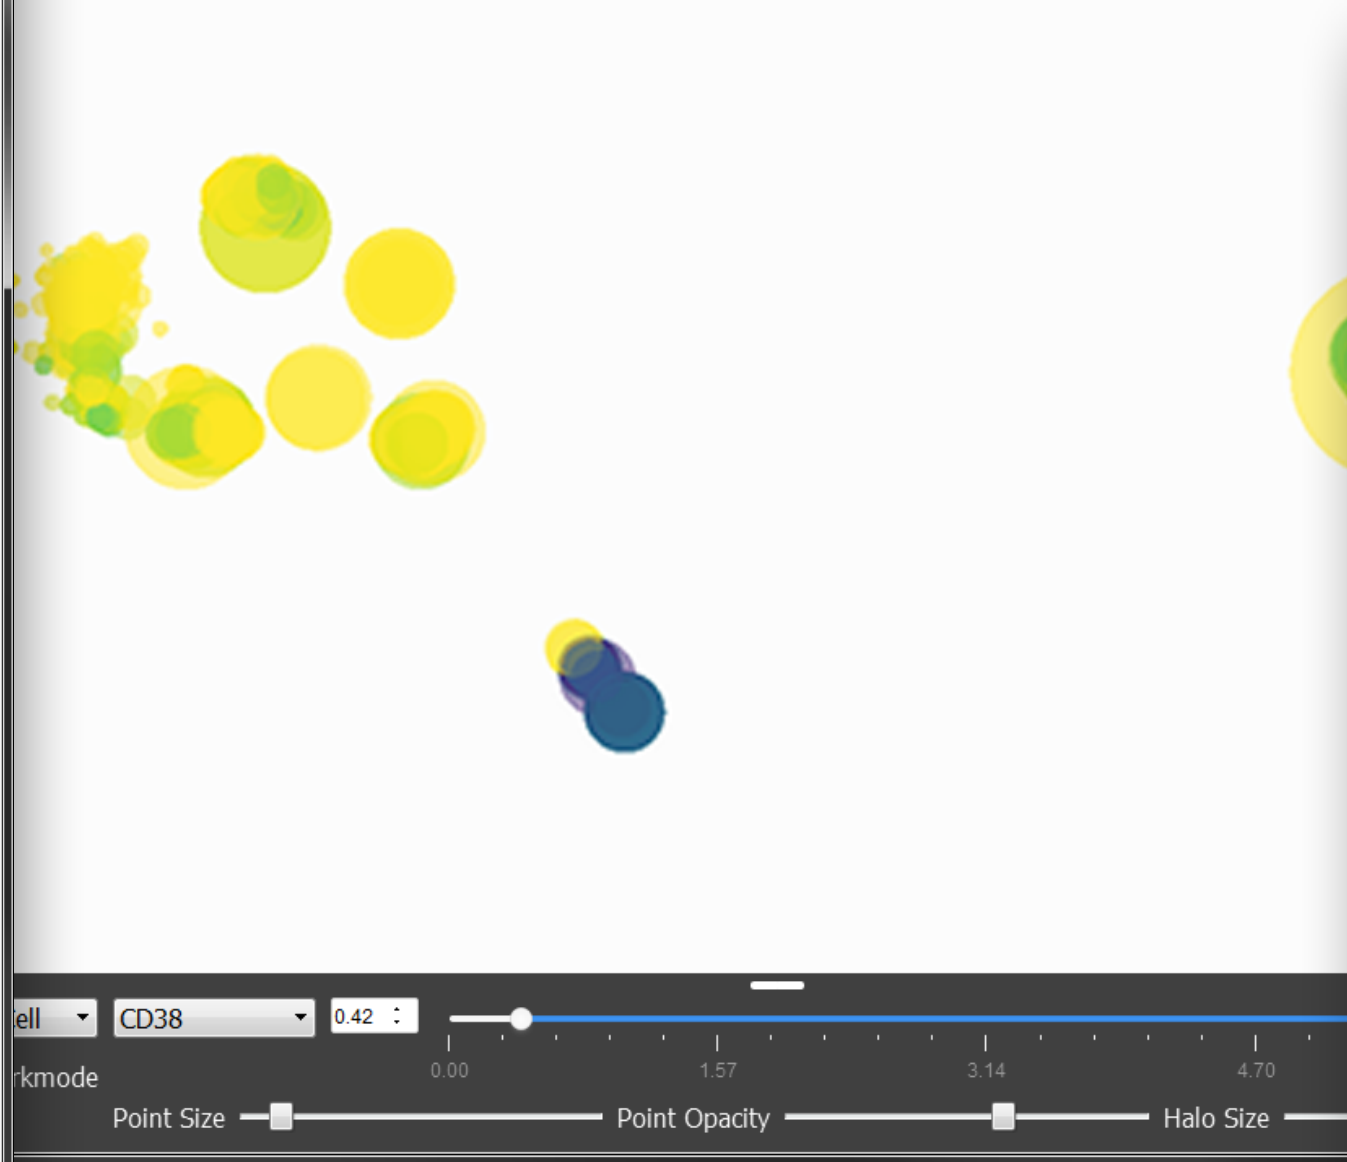 ell CD38 0.42
0.00 1.57 3.14 4.70
rkmode
Point Size Point Opacity Halo Size